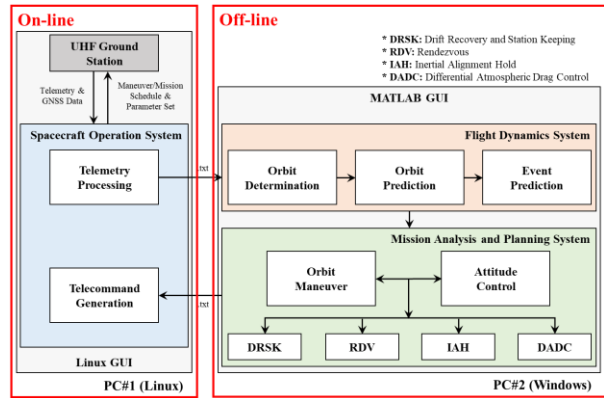 On-line
UHF Ground
Station
Telemetry &
GNSS Data
Maneuver/Mission
Schedule &
Parameter Set
Spacecraft Operation System
Telemetry
Processing
Telecommand
Generation
Linux GUI
PC#1 (Linux)
.txt
.txt
Off-line
* DRSK: Drift Recovery and Station Keeping
* RDV: Rendezvous
* IAH: Inertial Alignment Hold
* DADC: Differential Atmospheric Drag Control
MATLAB GUI
Flight Dynamics System
Orbit
Determination
Orbit
Prediction
Event
Prediction
Mission Analysis and Planning System
Orbit
Maneuver
Attitude
Control
DRSK
RDV
IAH
DADC
PC#2 (Windows)